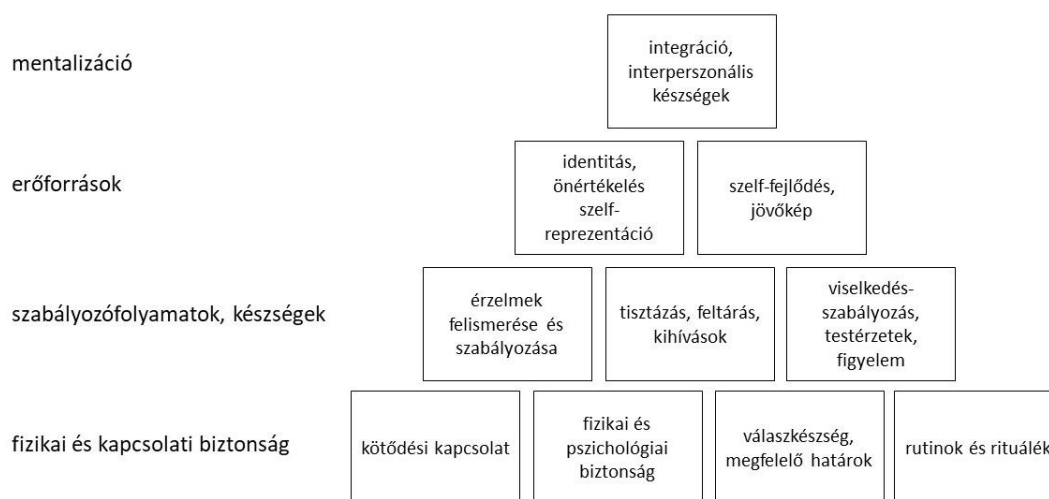 mentalizáció
integráció,
interperszonális
készségek
erőforrások
identitás,
önértékelés
szelf-
reprezentáció
szelf-fejlődés,
jövőkép
szabályozófolyamatok, készségek
érzelmek
felismerése és
szabályozása
tisztázás, feltárás,
kihívások
viselkedés-
szabályozás,
testérzetek,
figyelem
fizikai és kapcsolati biztonság
kötődési kapcsolat
fizikai és
pszichológiai
biztonság
válaszkészség,
megfelelő határok
rutinok és rituálék